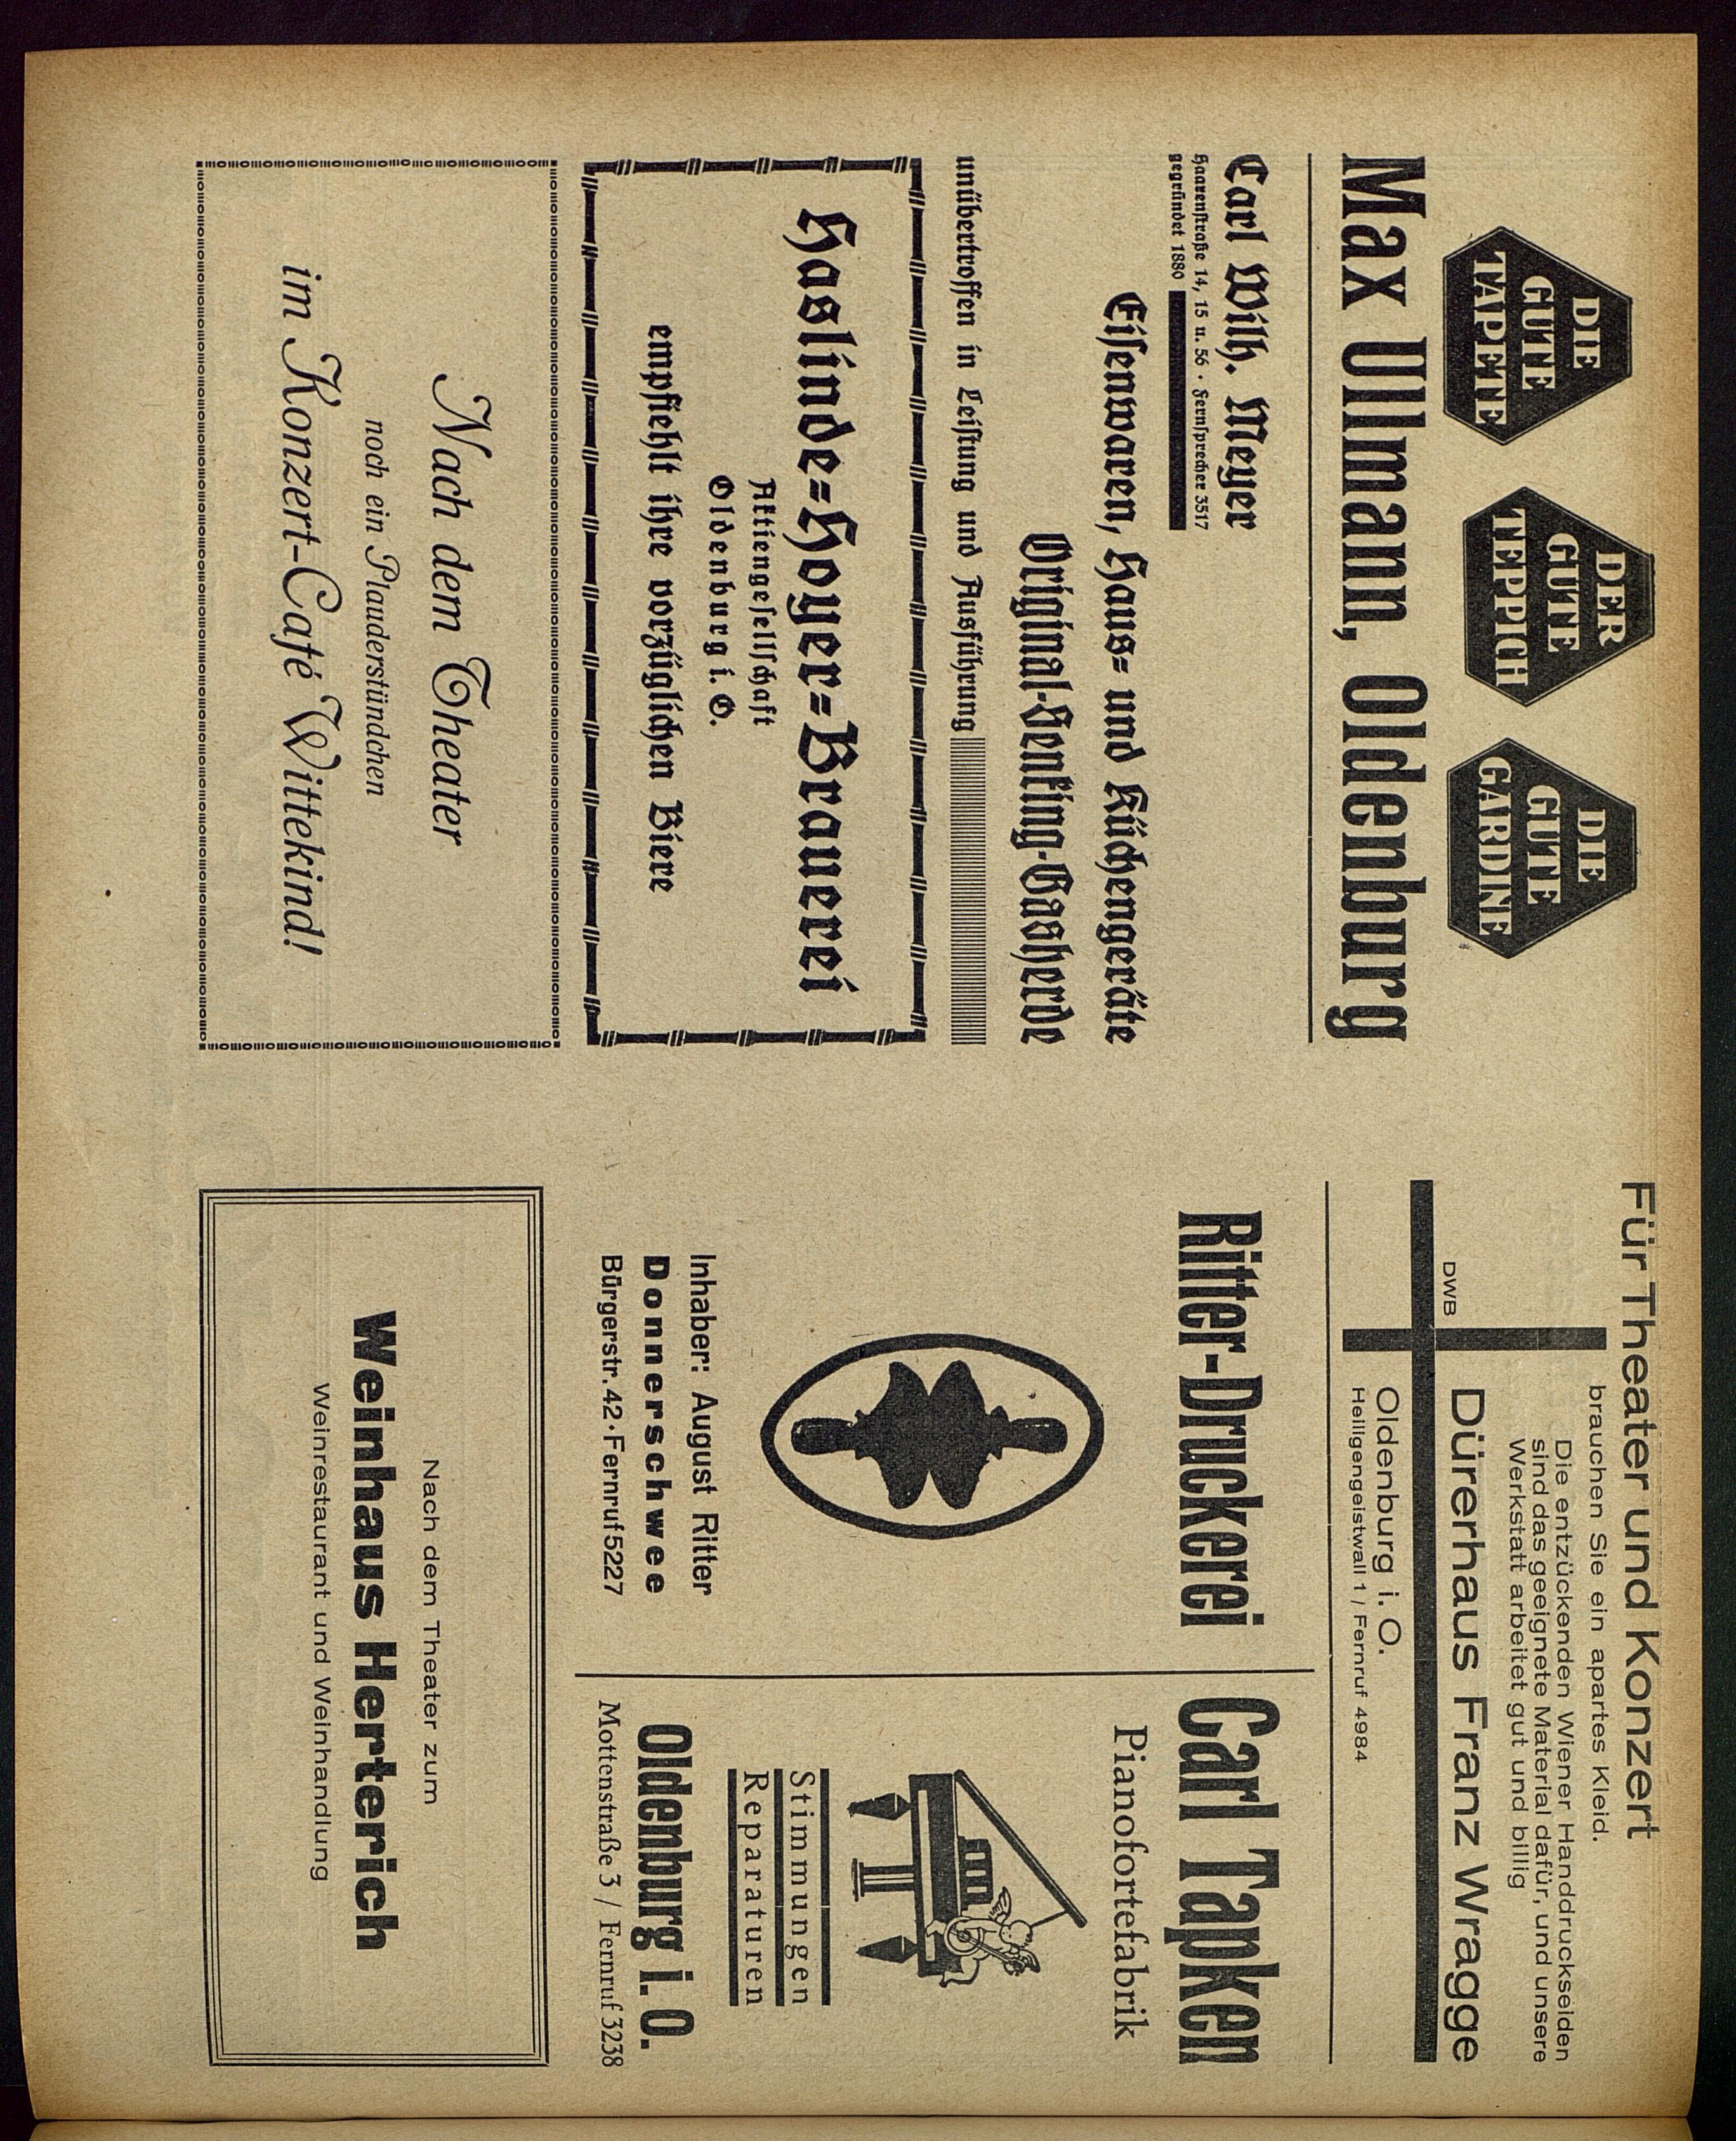 DIE
GUTE
TAPETE
DER
GUTE
TEPPICH
DIE
GUTE
GARDINE
Max Ullmann, Oldenburg
Carl Wilh. Meyer
Haarenstraße 14, 15 u. 56 · Fernsprecher 3517
gegründet 1880
Eisenwaren, Haus- und Küchengeräte
Original-Senking-Gasherde
unübertroffen in Leistung und Ausführung
Haslinde-Hoyer-Brauerei
Aktiengesellschaft
Oldenburg i. O.
empfiehlt ihre vorzüglichen Biere
Nach dem Theater
noch ein Plauderstündchen
im Konzert-Café Wittekind!
Für Theater und Konzert
brauchen Sie ein apartes Kleid.
Die entzückenden Wiener Handdruckseiden
sind das geeignete Material dafür, und unsere
Werkstatt arbeitet gut und billig
DWB
Dürerhaus Franz Wragge
Oldenburg i. O.
Heiligengeistwall 1 / Fernruf 4984
Ritter-Druckerei
Inhaber: August Ritter
Donnerschwee
Bürgerstr. 42 · Fernruf 5227
Carl Tapken
Pianofortefabrik
Stimmungen
Reparaturen
Oldenburg i. O.
Mottenstraße 3 / Fernruf 3238
Nach dem Theater zum
Weinhaus Herterich
Weinrestaurant und Weinhandlung